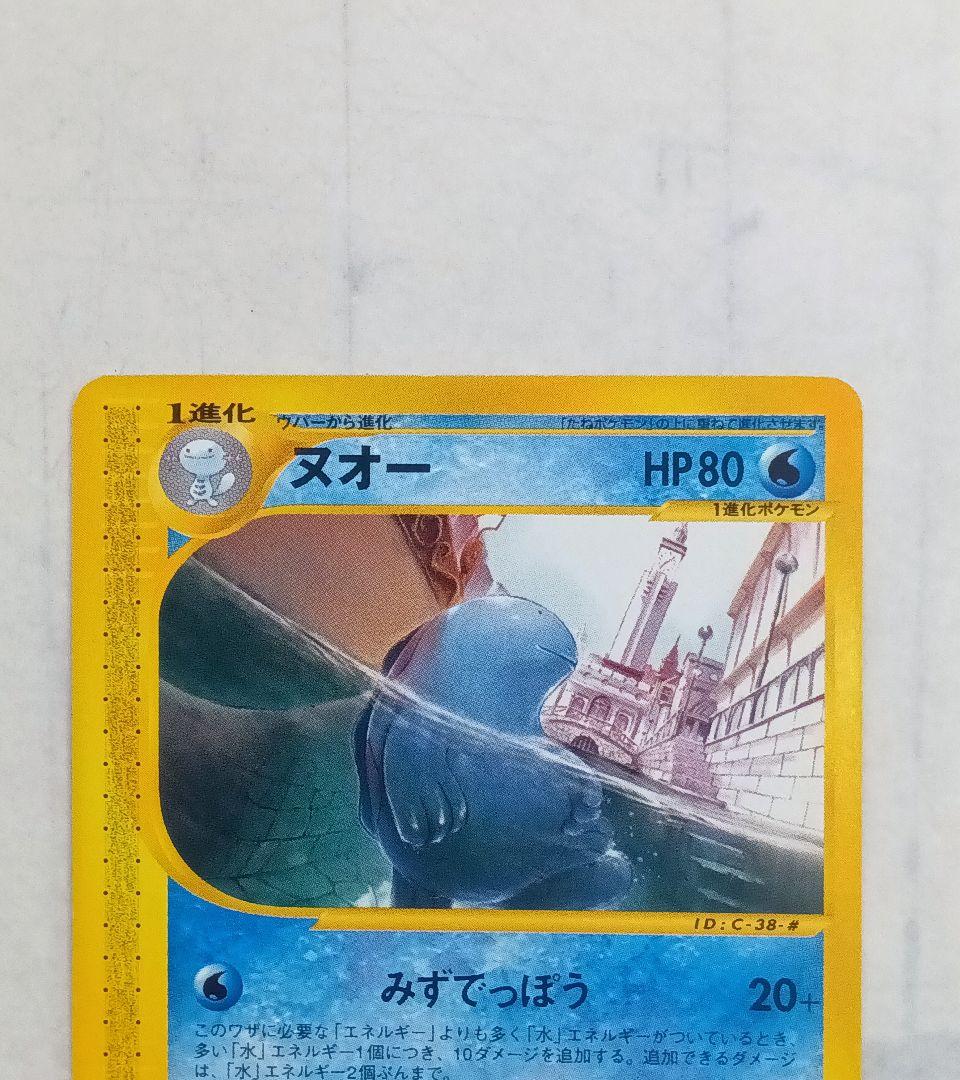 1進化
ウパーから進化
「たねポケモン」の上に重ねて進化させます
ヌオー
HP80
1進化ポケモン
ID:C-38-#
みずでっぽう 20+
このワザに必要な「エネルギー」よりも多く「水」エネルギーがついているとき、
多い「水」エネルギー1個につき、10ダメージを追加する。追加できるダメージ
は、「水」エネルギー2個ぶんまで。